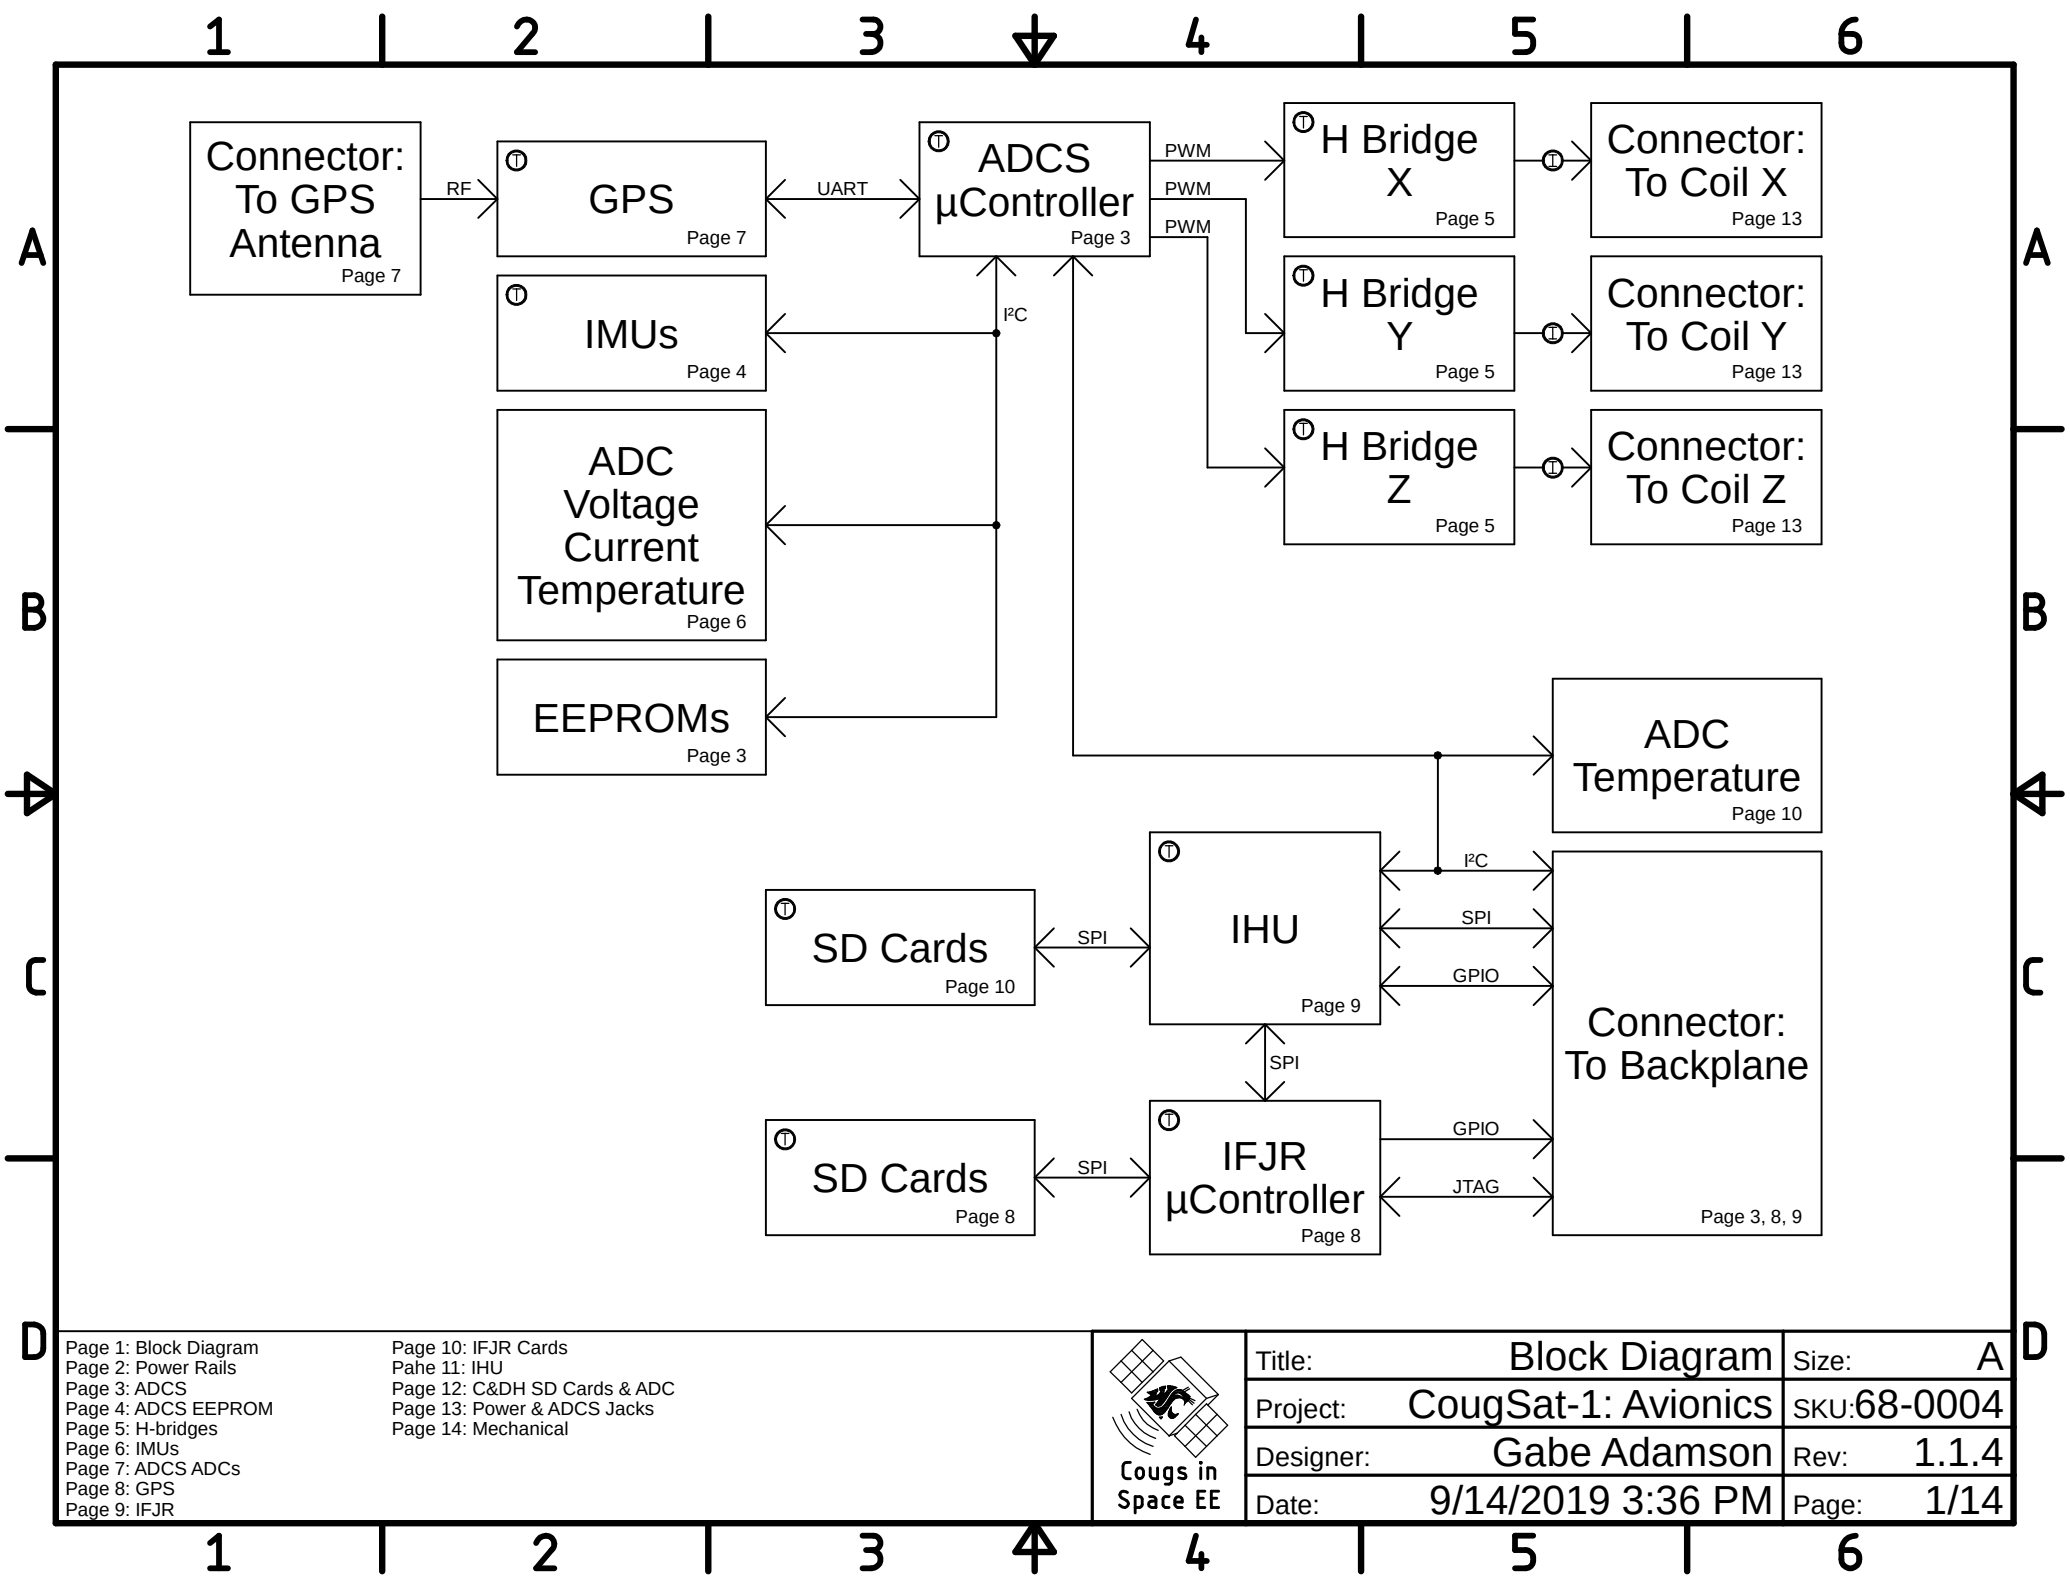 1 2 3 4 5 6
A
B
C
D
A
B
C
D
Connector:
To GPS
Antenna
Page 7
RF
T
GPS
Page 7
UART
T
ADCS
µController
Page 3
PWM
PWM
PWM
T
H Bridge
X
Page 5
I
Connector:
To Coil X
Page 13
T
IMUs
Page 4
I²C
T
H Bridge
Y
Page 5
I
Connector:
To Coil Y
Page 13
ADC
Voltage
Current
Temperature
Page 6
T
H Bridge
Z
Page 5
I
Connector:
To Coil Z
Page 13
EEPROMs
Page 3
ADC
Temperature
Page 10
T
SD Cards
Page 10
SPI
T
IHU
Page 9
I²C
SPI
GPIO
Connector:
To Backplane
Page 3, 8, 9
SPI
T
SD Cards
Page 8
SPI
T
IFJR
µController
Page 8
GPIO
JTAG
Page 1: Block Diagram
Page 2: Power Rails
Page 3: ADCS
Page 4: ADCS EEPROM
Page 5: H-bridges
Page 6: IMUs
Page 7: ADCS ADCs
Page 8: GPS
Page 9: IFJR
Page 10: IFJR Cards
Pahe 11: IHU
Page 12: C&DH SD Cards & ADC
Page 13: Power & ADCS Jacks
Page 14: Mechanical
Cougs in
Space EE
Title: Block Diagram
Size: A
Project: CougSat-1: Avionics
SKU:68-0004
Designer: Gabe Adamson
Rev: 1.1.4
Date: 9/14/2019 3:36 PM
Page: 1/14
1 2 3 4 5 6